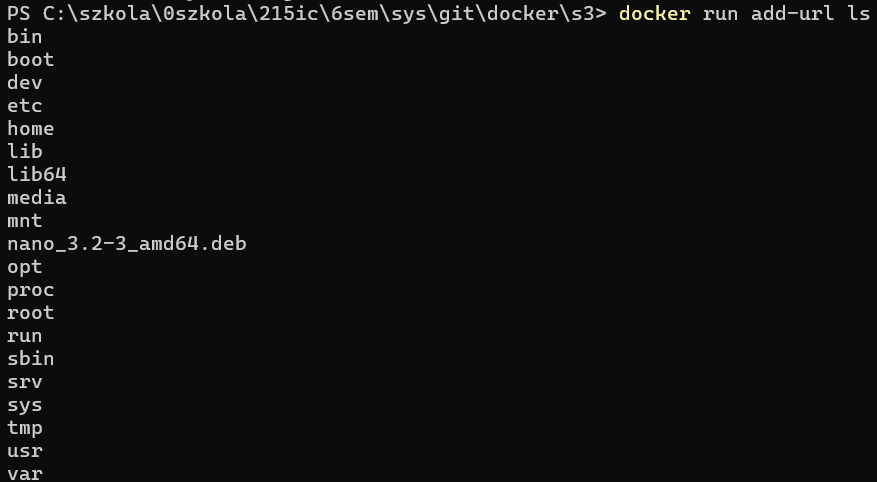 PS C:\szkola\0szkola\215ic\6sem\sys\git\docker\s3> docker run add-url ls
bin
boot
dev
etc
home
lib
lib64
media
mnt
nano_3.2-3_amd64.deb
opt
proc
root
run
sbin
srv
sys
tmp
usr
var